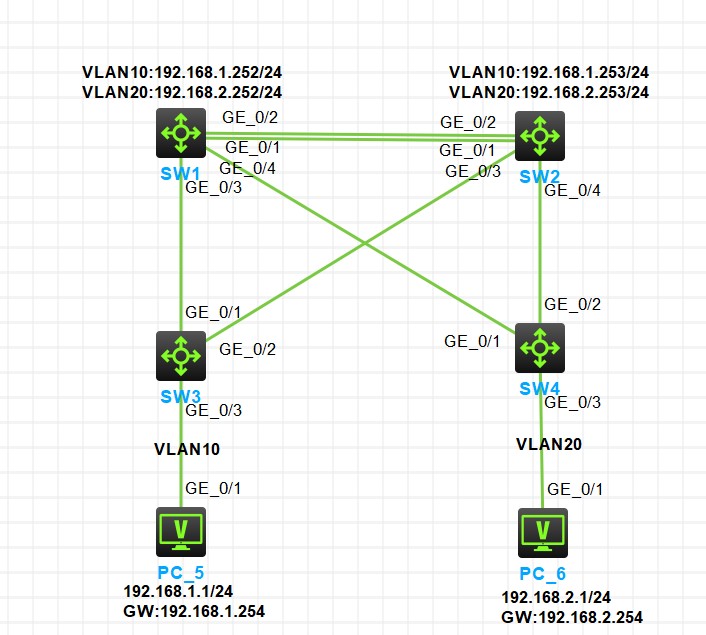 VLAN10:192.168.1.252/24
VLAN20:192.168.2.252/24
VLAN10:192.168.1.253/24
VLAN20:192.168.2.253/24
GE_0/2
GE_0/2
GE_0/1
GE_0/1
SW1
GE_0/4
GE_0/3
SW2
GE_0/3
GE_0/4
GE_0/1
GE_0/2
GE_0/2
GE_0/1
SW3
SW4
GE_0/3
GE_0/3
VLAN10
VLAN20
GE_0/1
GE_0/1
V
V
PC_5
PC_6
192.168.1.1/24
GW:192.168.1.254
192.168.2.1/24
GW:192.168.2.254